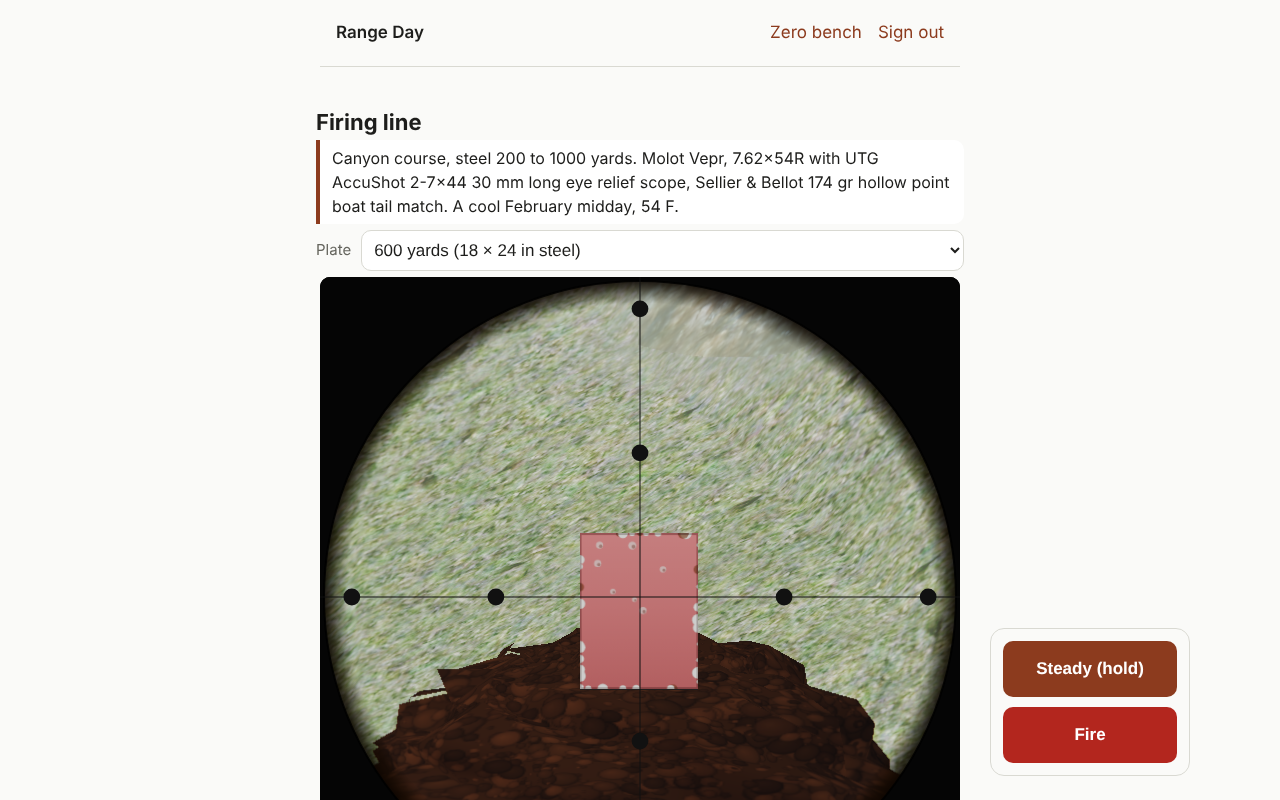 Range Day
Zero bench
Sign out
Firing line
Canyon course, steel 200 to 1000 yards. Molot Vepr, 7.62×54R with UTG
AccuShot 2-7×44 30 mm long eye relief scope, Sellier & Bellot 174 gr hollow point
boat tail match. A cool February midday, 54 F.
Plate
600 yards (18 × 24 in steel)
Steady (hold)
Fire